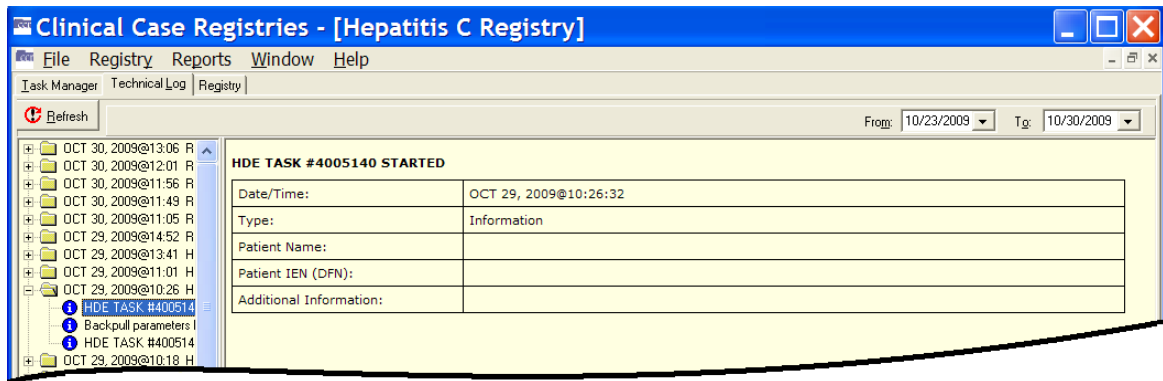 Clinical Case Registries - [Hepatitis C Registry]
File Registry Reports Window Help
Task Manager Technical Log Registry
Refresh From: 10/23/2009 To: 10/30/2009
OCT 30, 2009@13:06 R
OCT 30, 2009@12:01 R
OCT 30, 2009@11:56 R
OCT 30, 2009@11:49 R
OCT 30, 2009@11:05 R
OCT 29, 2009@14:52 R
OCT 29, 2009@13:41 H
OCT 29, 2009@11:01 H
OCT 29, 2009@10:26 H
HDE TASK #400514
Backpull parameters l
HDE TASK #400514
OCT 29, 2009@10:18 H
HDE TASK #4005140 STARTED
Date/Time: OCT 29, 2009@10:26:32
Type: Information
Patient Name:
Patient IEN (DFN):
Additional Information: